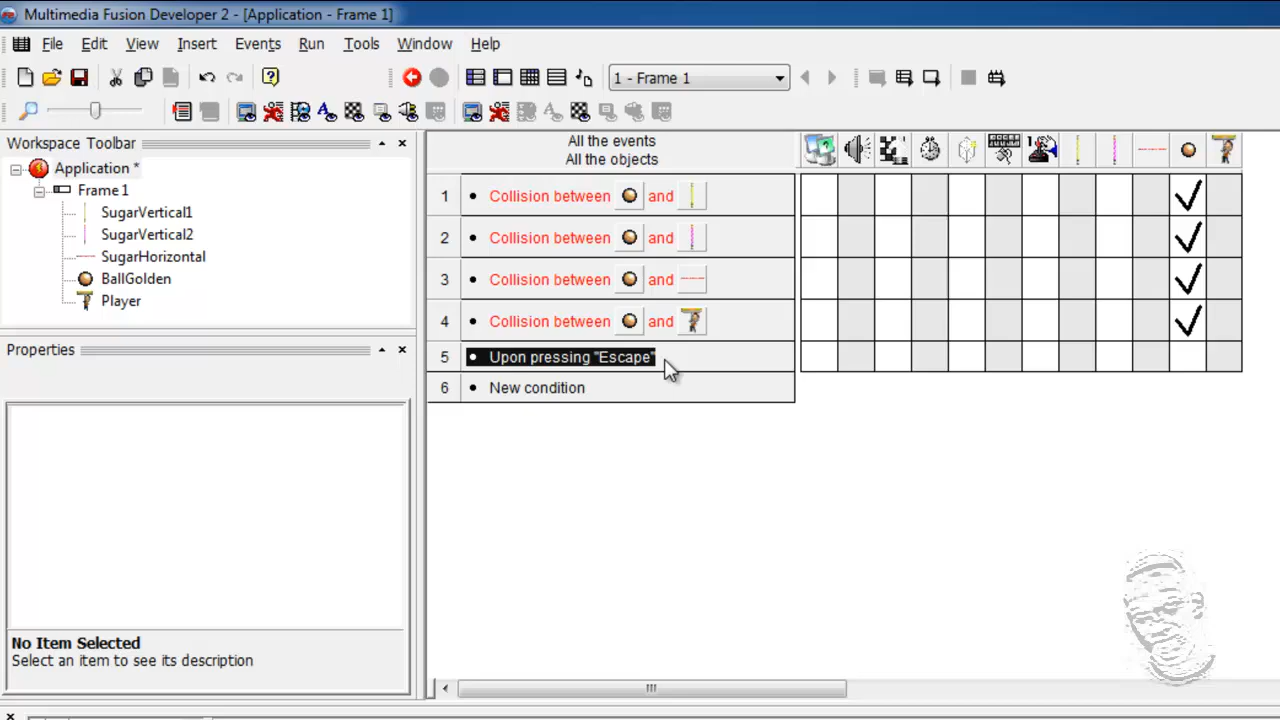 Multimedia Fusion Developer 2 - [Application - Frame 1]
File Edit View Insert Events Run Tools Window Help
1 - Frame 1
Workspace Toolbar
Application *
Frame 1
SugarVertical1
SugarVertical2
SugarHorizontal
BallGolden
Player
Properties
No Item Selected
Select an item to see its description
All the events
All the objects
1 • Collision between and
2 • Collision between and
3 • Collision between and
4 • Collision between and
5 • Upon pressing "Escape"
6 • New condition